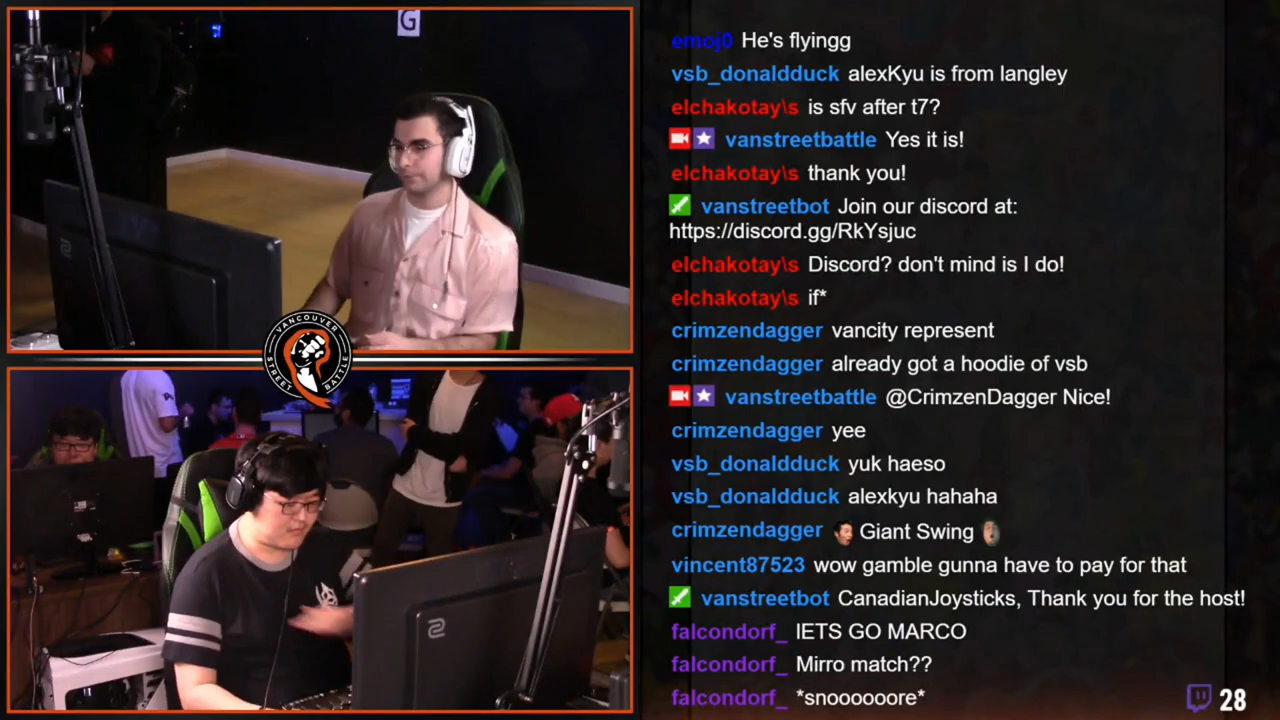 G
VANCOUVER
STREET BATTLE
emoj0 He's flyingg
vsb_donaldduck alexKyu is from langley
elchakotay\s is sfv after t7?
vanstreetbattle Yes it is!
elchakotay\s thank you!
vanstreetbot Join our discord at:
https://discord.gg/RkYsjuc
elchakotay\s Discord? don't mind is I do!
elchakotay\s if*
crimzendagger vancity represent
crimzendagger already got a hoodie of vsb
vanstreetbattle @CrimzenDagger Nice!
crimzendagger yee
vsb_donaldduck yuk haeso
vsb_donaldduck alexkyu hahaha
crimzendagger Giant Swing
vincent87523 wow gamble gunna have to pay for that
vanstreetbot CanadianJoysticks, Thank you for the host!
falcondorf_ lETS GO MARCO
falcondorf_ Mirro match??
falcondorf_ *snoooooore*
28